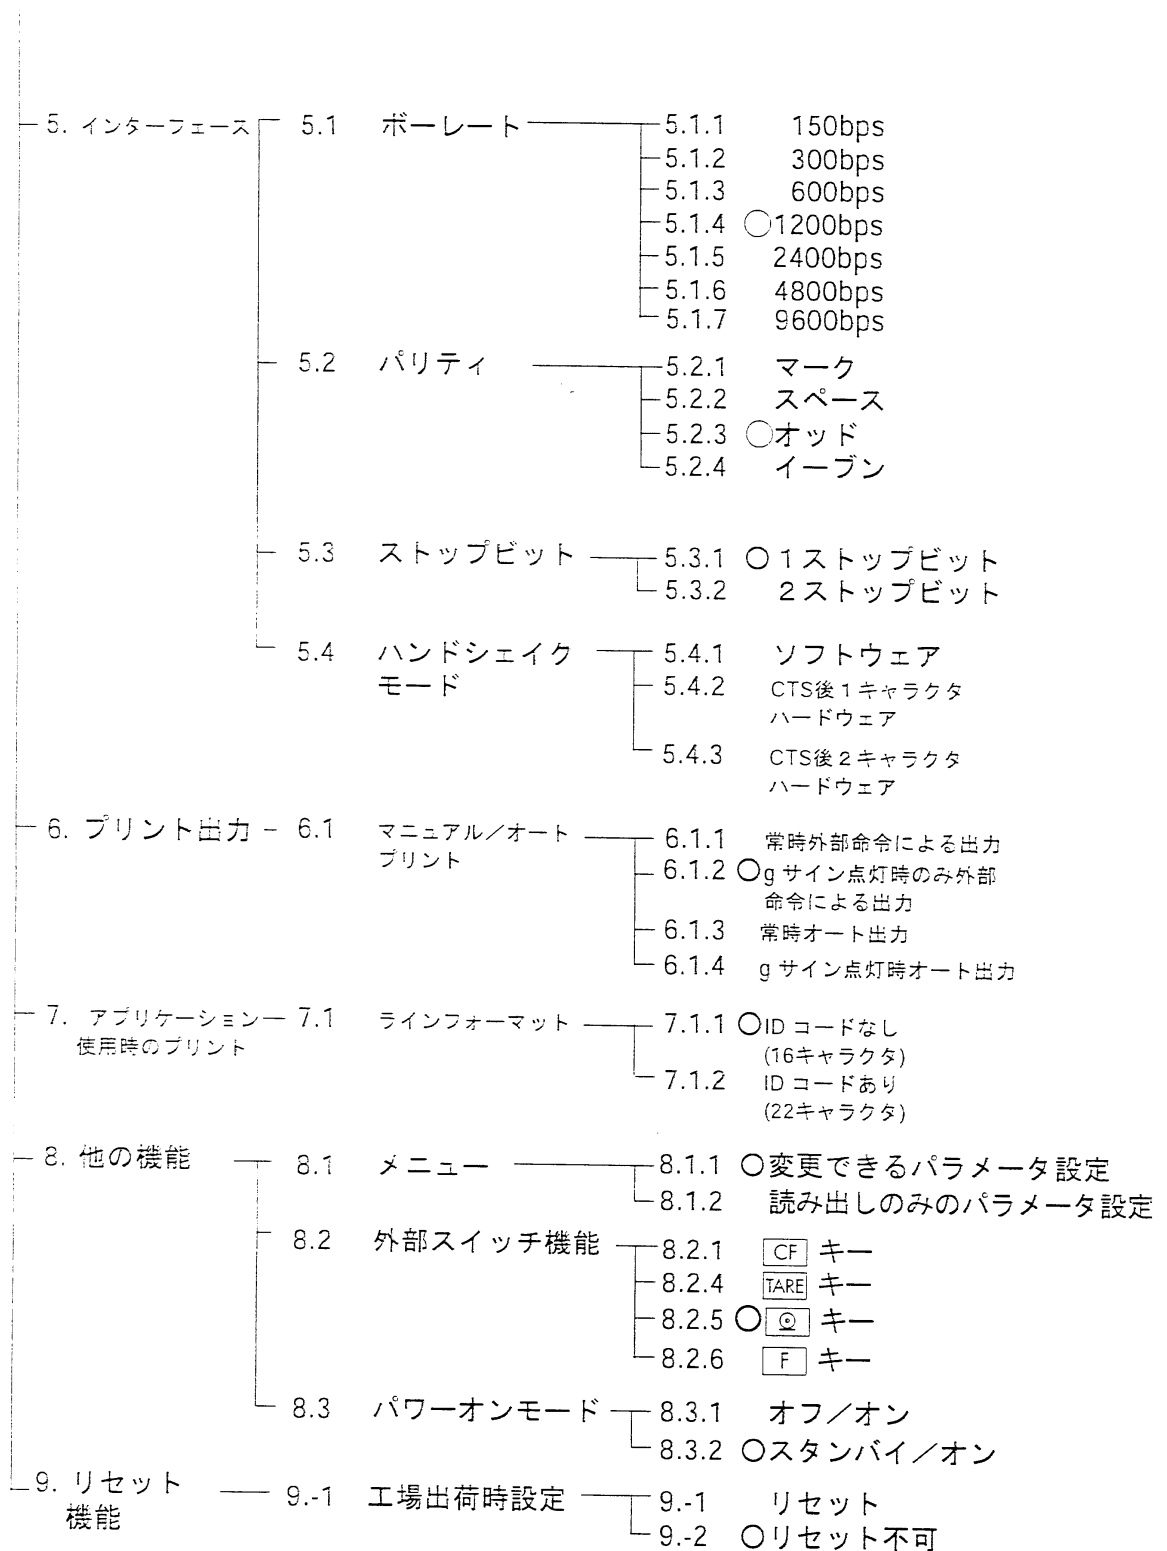 5. インターフェース 5.1 ボーレート 5.1.1 150bps
5.1.2 300bps
5.1.3 600bps
5.1.4 ○1200bps
5.1.5 2400bps
5.1.6 4800bps
5.1.7 9600bps
5.2 パリティ 5.2.1 マーク
5.2.2 スペース
5.2.3 ○オッド
5.2.4 イーブン
5.3 ストップビット 5.3.1 ○1ストップビット
5.3.2 2ストップビット
5.4 ハンドシェイク 5.4.1 ソフトウェア
モード 5.4.2 CTS後1キャラクタ
ハードウェア
5.4.3 CTS後2キャラクタ
ハードウェア
6. プリント出力 6.1 マニュアル/オート 6.1.1 常時外部命令による出力
プリント 6.1.2 ○gサイン点灯時のみ外部
命令による出力
6.1.3 常時オート出力
6.1.4 gサイン点灯時オート出力
7. アプリケーション 7.1 ラインフォーマット 7.1.1 ○IDコードなし
使用時のプリント (16キャラクタ)
7.1.2 IDコードあり
(22キャラクタ)
8. 他の機能 8.1 メニュー 8.1.1 ○変更できるパラメータ設定
8.1.2 読み出しのみのパラメータ設定
8.2 外部スイッチ機能 8.2.1 CF キー
8.2.4 TARE キー
8.2.5 ○ キー
8.2.6 F キー
8.3 パワーオンモード 8.3.1 オフ/オン
8.3.2 ○スタンバイ/オン
9. リセット 9.-1 工場出荷時設定 9.-1 リセット
機能 9.-2 ○リセット不可